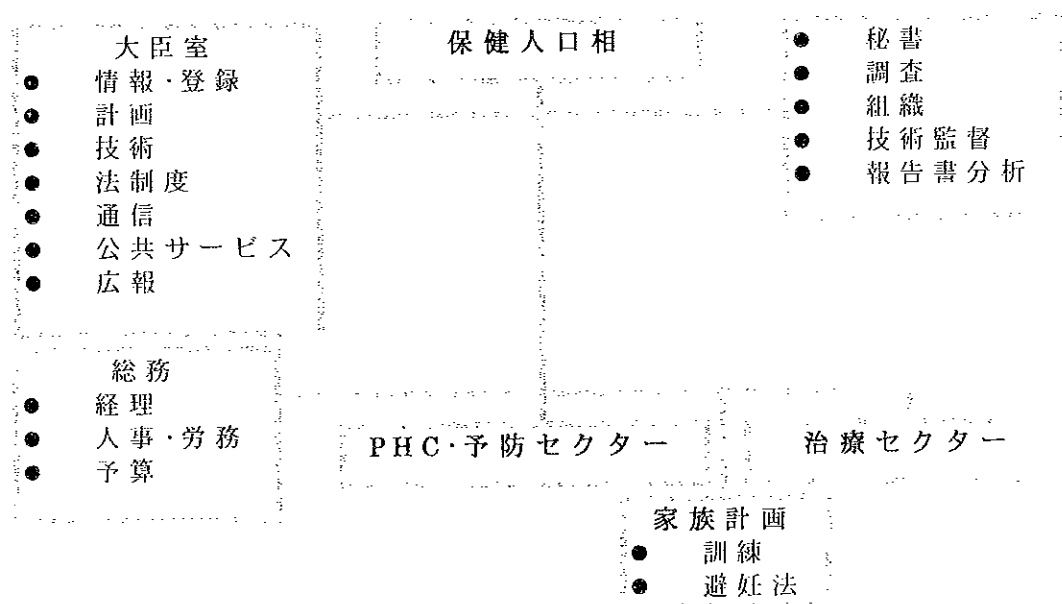 保健人口相
大臣室
● 情報・登録
● 計画
● 技術
● 法制度
● 通信
● 公共サービス
● 広報
● 秘書
● 調査
● 組織
● 技術監督
● 報告書分析
総務
● 経理
● 人事・労務
● 予算
PHC・予防セクター
治療セクター
家族計画
● 訓練
● 避妊法